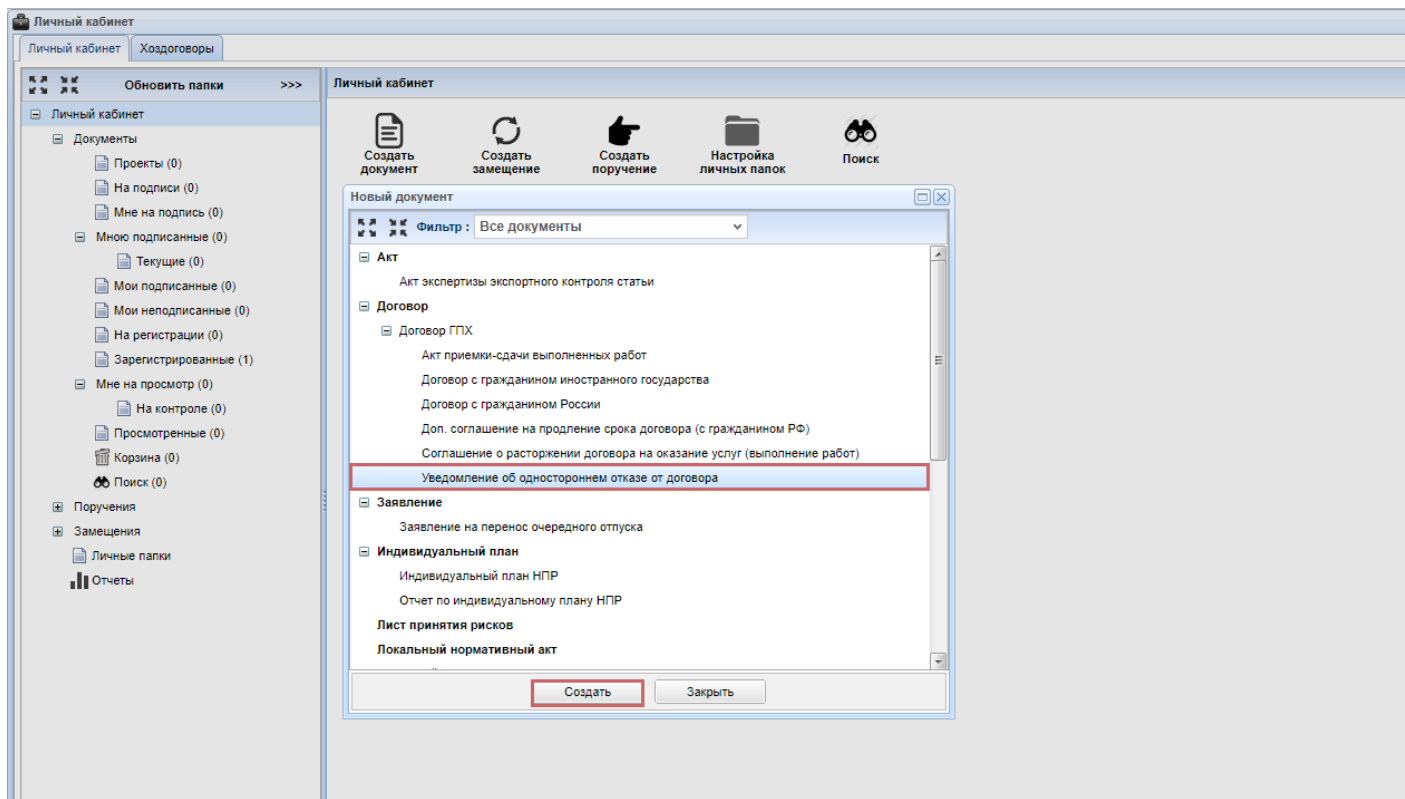 Личный кабинет
Личный кабинет
Хоздоговоры
Обновить папки >>>
Личный кабинет
Документы
Проекты (0)
На подписи (0)
Мне на подпись (0)
Мною подписанные (0)
Текущие (0)
Мои подписанные (0)
Мои неподписанные (0)
На регистрации (0)
Зарегистрированные (1)
Мне на просмотр (0)
На контроле (0)
Просмотренные (0)
Корзина (0)
Поиск (0)
Поручения
Замещения
Личные папки
Отчеты
Личный кабинет
Создать
документ
Создать
замещение
Создать
поручение
Настройка
личных папок
Поиск
Новый документ
Фильтр : Все документы
Акт
Акт экспертизы экспортного контроля статьи
Договор
Договор ГПХ
Акт приемки-сдачи выполненных работ
Договор с гражданином иностранного государства
Договор с гражданином России
Доп. соглашение на продление срока договора (с гражданином РФ)
Соглашение о расторжении договора на оказание услуг (выполнение работ)
Уведомление об одностороннем отказе от договора
Заявление
Заявление на перенос очередного отпуска
Индивидуальный план
Индивидуальный план НПР
Отчет по индивидуальному плану НПР
Лист принятия рисков
Локальный нормативный акт
Создать
Закрыть